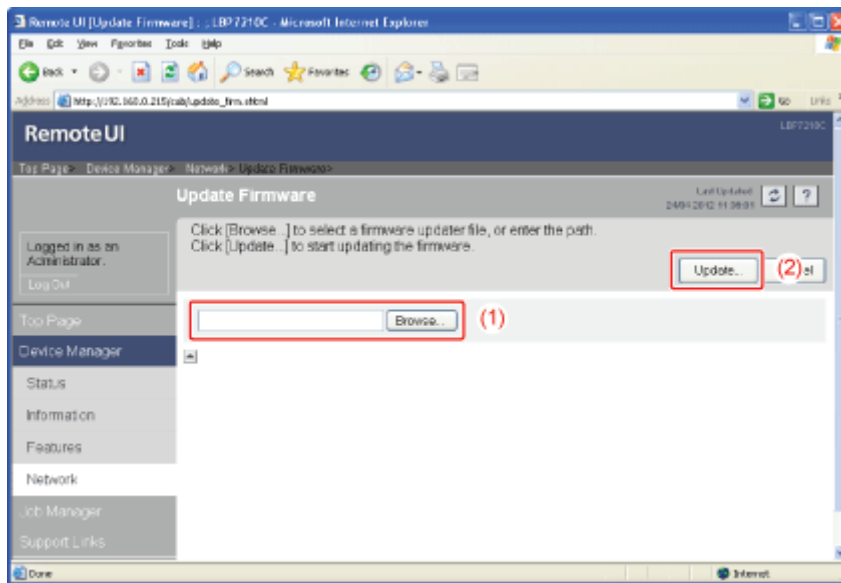 Remote UI [Update Firmware] : ; LBP7210C - Microsoft Internet Explorer
File Edit View Favorites Tools Help
Back Search Favorites
Address Go Links
Remote UI
LBP7210C
Top Page> Device Manager> Network> Update Firmware>
Update Firmware
Last Updated:
?
Click [Browse...] to select a firmware updater file, or enter the path.
Click [Update...] to start updating the firmware.
Logged in as an
Administrator.
Log Out
Update... (2) el
Top Page
Browse... (1)
Device Manager
Status
Information
Features
Network
Job Manager
Support Links
Done Internet